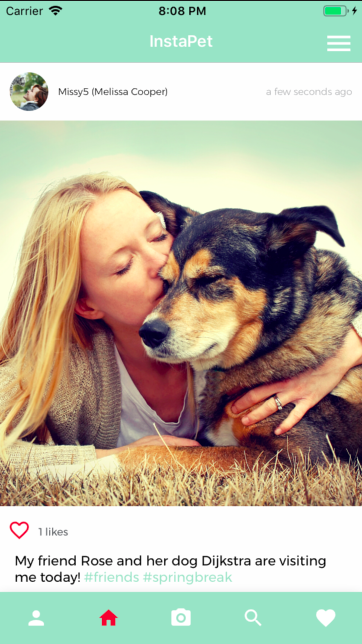 Carrier 8:08 PM
InstaPet
Missy5 (Melissa Cooper) a few seconds ago
1 likes
My friend Rose and her dog Dijkstra are visiting
me today! #friends #springbreak